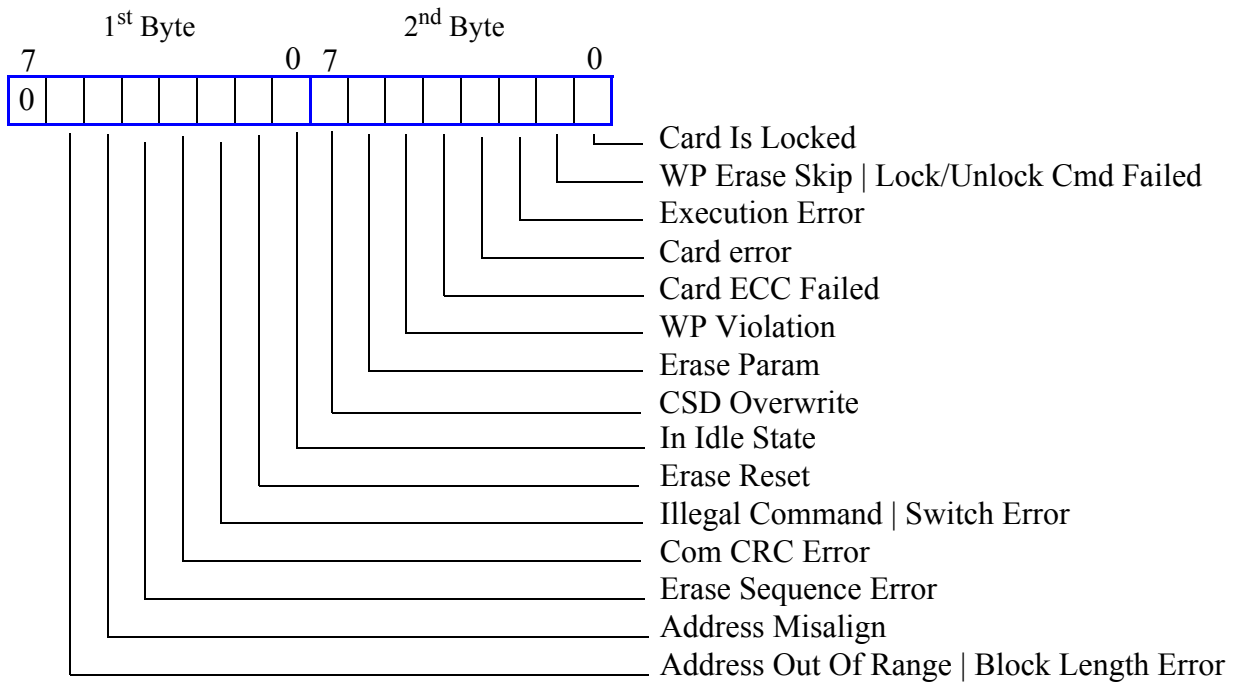 1st Byte 2nd Byte
7 0 7 0
0
Card Is Locked
WP Erase Skip | Lock/Unlock Cmd Failed
Execution Error
Card error
Card ECC Failed
WP Violation
Erase Param
CSD Overwrite
In Idle State
Erase Reset
Illegal Command | Switch Error
Com CRC Error
Erase Sequence Error
Address Misalign
Address Out Of Range | Block Length Error